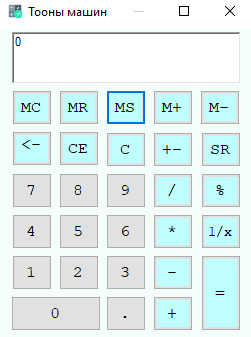 Тооны машин
0
MC MR MS M+ M-
<- CE C +- SR
7 8 9 / %
4 5 6 * 1/x
1 2 3 - =
0 . +